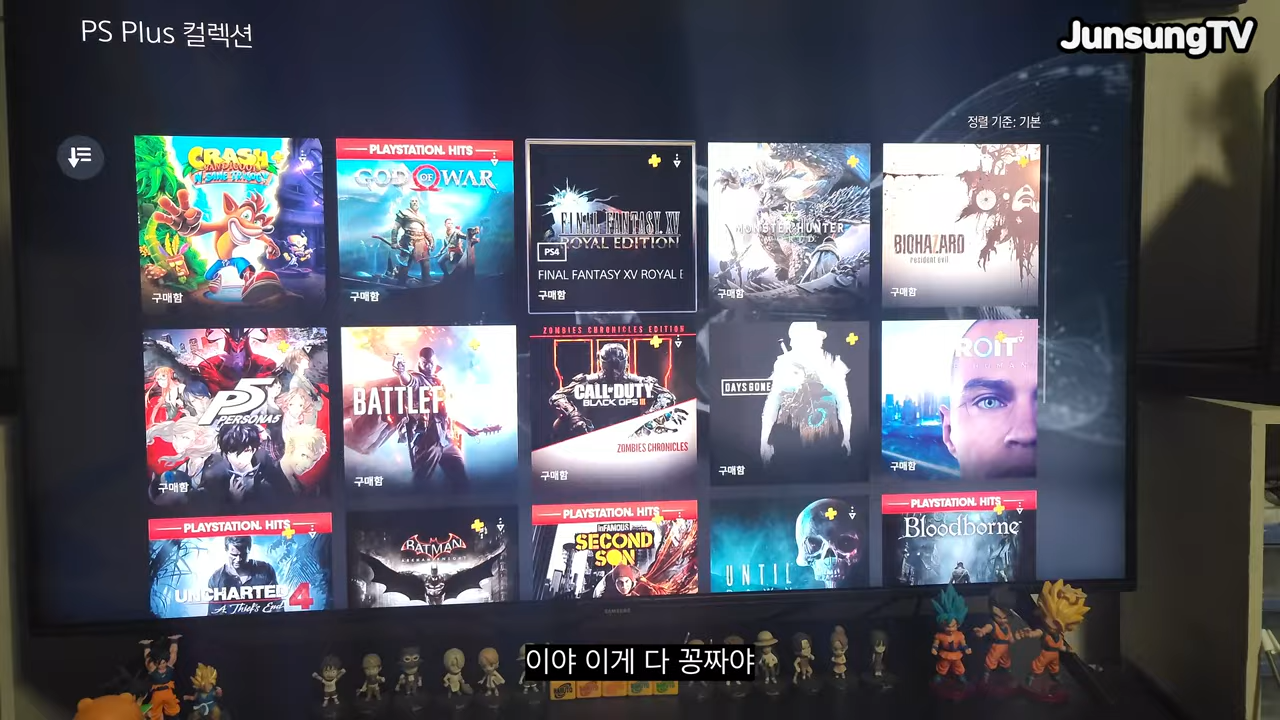 PS Plus 컬렉션
JunsungTV
정렬 기준: 기본
CRASH
BANDICOOT
N. SANE TRILOGY
구매함
PLAYSTATION. HITS
GOD OF WAR
구매함
FINAL FANTASY XV
ROYAL EDITION
PS4
FINAL FANTASY XV ROYAL E
구매함
MONSTER HUNTER
WORLD
구매함
BIOHAZARD
resident evil
구매함
P5
PERSONA5
구매함
BATTLEF
구매함
ZOMBIES CHRONICLES EDITION
CALL OF DUTY
BLACK OPS III
ZOMBIES CHRONICLES
구매함
DAYS GONE
구매함
ROIT
구매함
PLAYSTATION. HITS
UNCHARTED 4
A Thief's End
BATMAN
ARKHAM KNIGHT
PLAYSTATION. HITS
inFAMOUS
SECOND
SON
UNTIL
PLAYSTATION. HITS
Bloodborne
SAMSUNG
이야 이게 다 꽁짜야